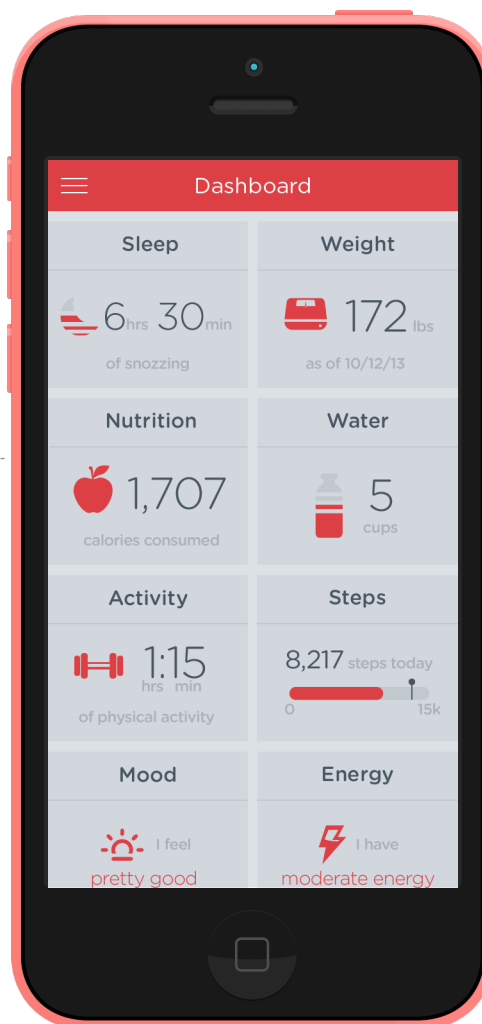 Dashboard
Sleep
6hrs 30min
of snozzing
Weight
172 lbs
as of 10/12/13
Nutrition
1,707
calories consumed
Water
5
cups
Activity
1:15
hrs min
of physical activity
Steps
8,217 steps today
0 15k
Mood
I feel
pretty good
Energy
I have
moderate energy